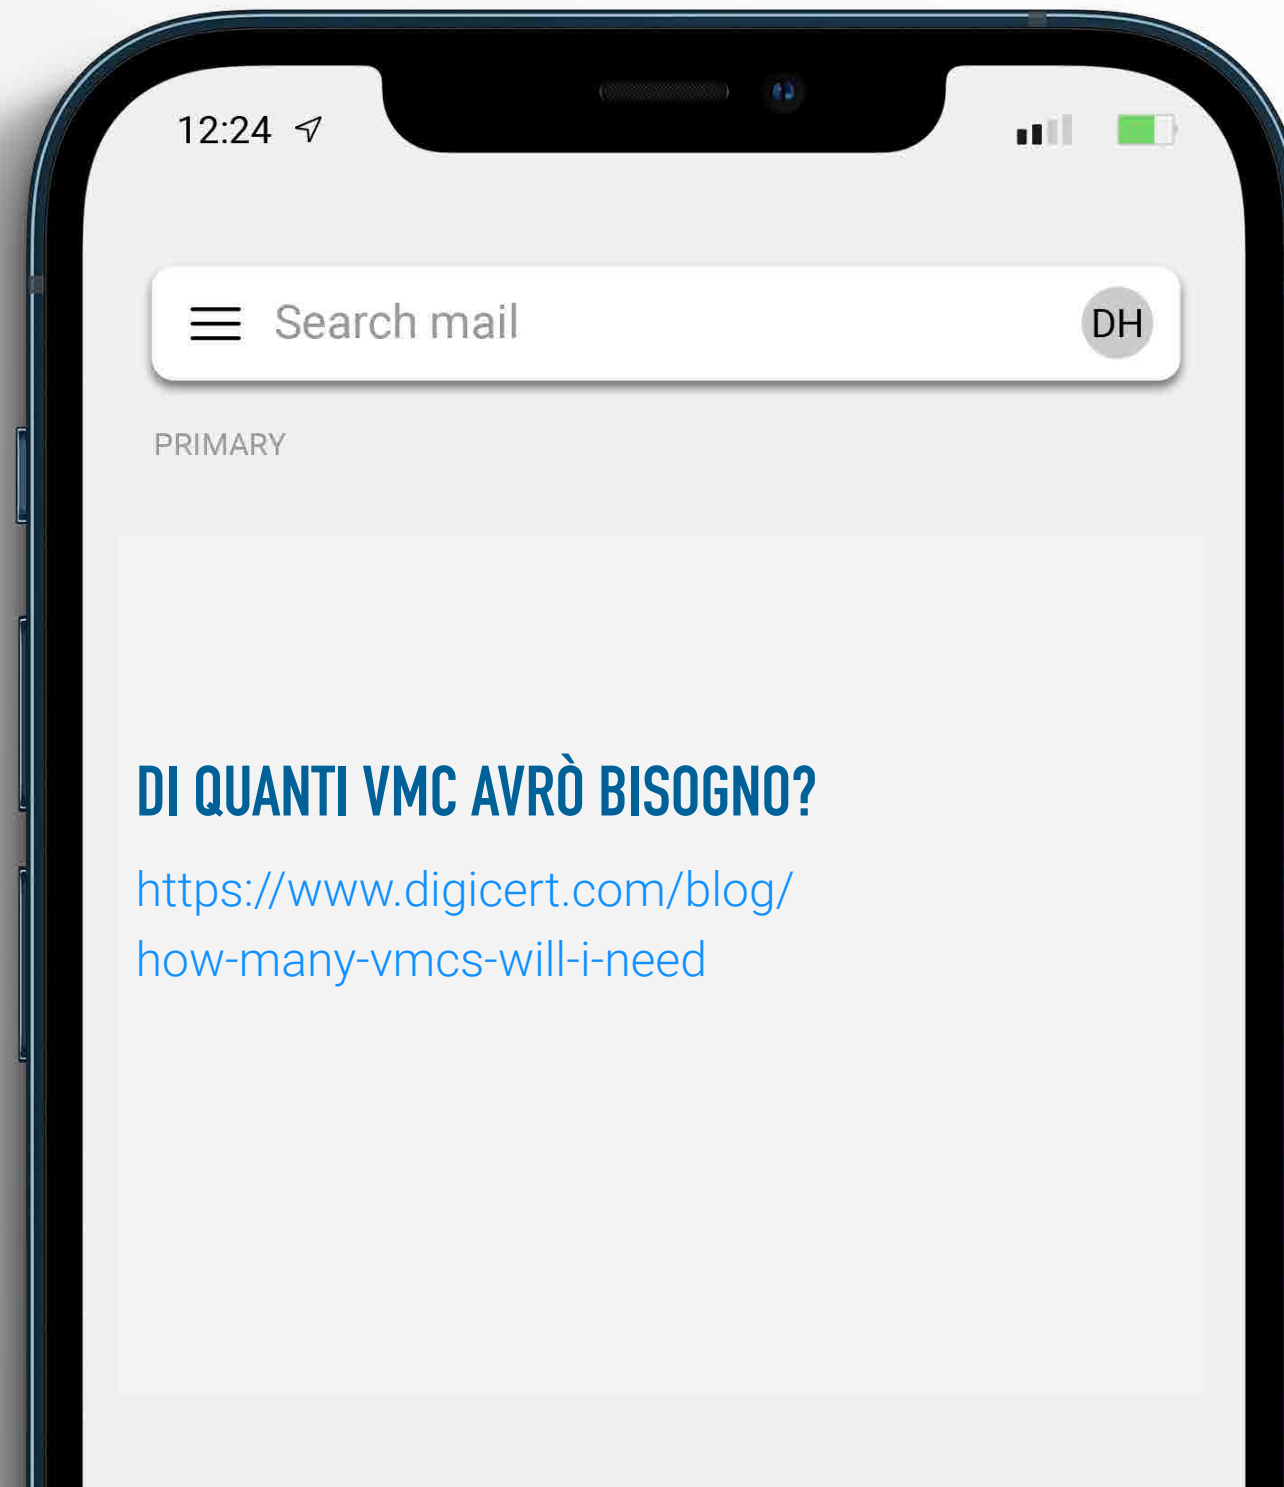 12:24
Search mail
DH
PRIMARY
DI QUANTI VMC AVRÒ BISOGNO?
https://www.digicert.com/blog/
how-many-vmcs-will-i-need